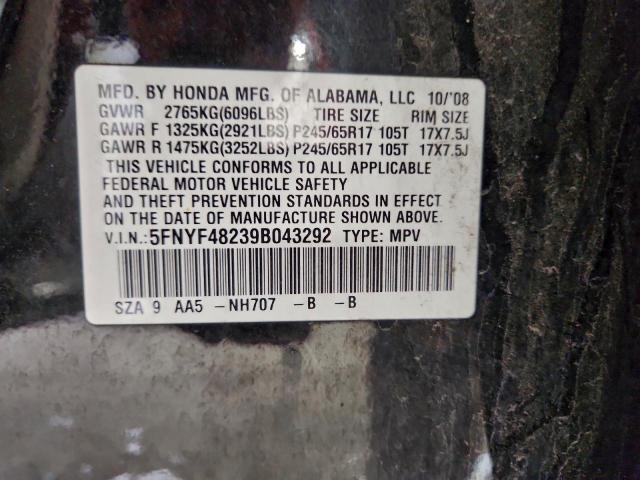 MFD. BY HONDA MFG. OF ALABAMA, LLC 10/'08
GVWR 2765KG(6096LBS) TIRE SIZE RIM SIZE
GAWR F 1325KG(2921LBS) P245/65R17 105T 17X7.5J
GAWR R 1475KG(3252LBS) P245/65R17 105T 17X7.5J
THIS VEHICLE CONFORMS TO ALL APPLICABLE
FEDERAL MOTOR VEHICLE SAFETY
AND THEFT PREVENTION STANDARDS IN EFFECT
ON THE DATE OF MANUFACTURE SHOWN ABOVE.
V.I.N.: 5FNYF48239B043292 TYPE: MPV
SZA 9 AA5 -NH707 -B -B